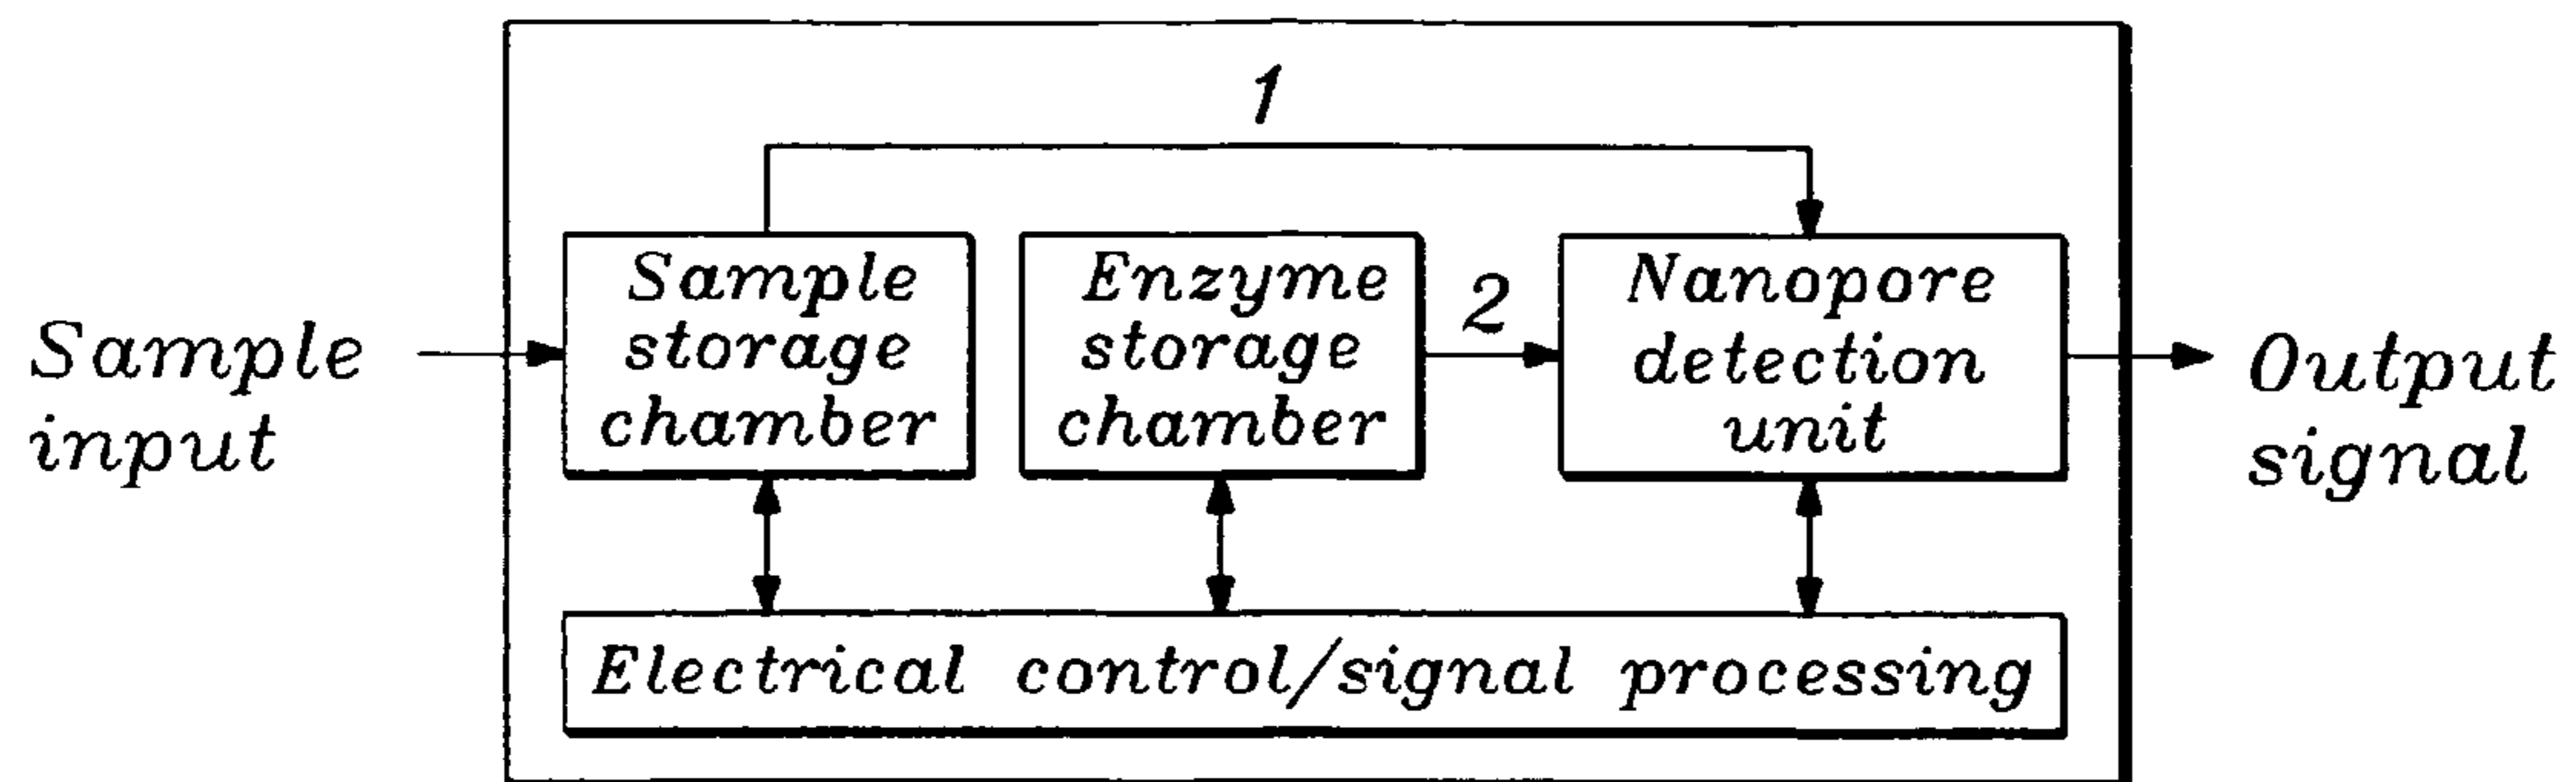 1
Sample
input
Sample
storage
chamber
Enzyme
storage
chamber
2
Nanopore
detection
unit
Output
signal
Electrical control/signal processing